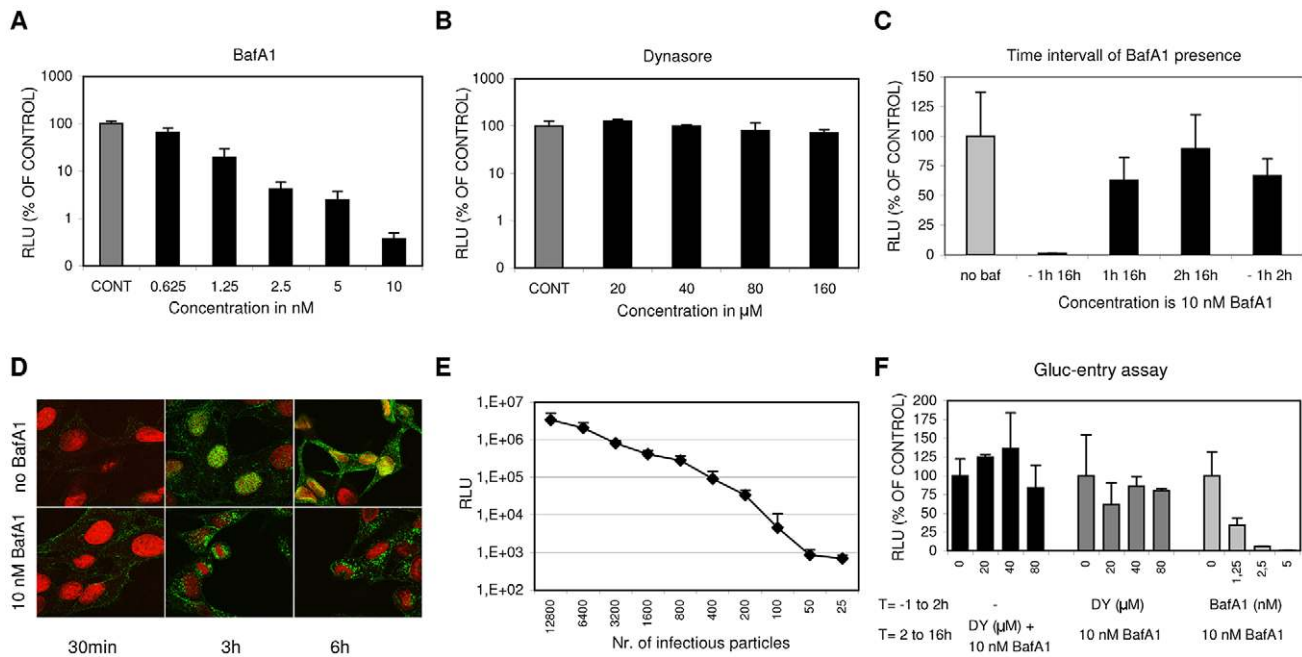 A
BafA1
RLU (% OF CONTROL)
1000
100
10
1
0
CONT 0.625 1.25 2.5 5 10
Concentration in nM
B
Dynasore
RLU (% OF CONTROL)
1000
100
10
1
0
CONT 20 40 80 160
Concentration in µM
C
Time intervall of BafA1 presence
RLU (% OF CONTROL)
150
125
100
75
50
25
0
no baf - 1h 16h 1h 16h 2h 16h - 1h 2h
Concentration is 10 nM BafA1
D
no BafA1
10 nM BafA1
30min 3h 6h
E
RLU
1,E+07
1,E+06
1,E+05
1,E+04
1,E+03
1,E+02
12800 6400 3200 1600 800 400 200 100 50 25
Nr. of infectious particles
F
Gluc-entry assay
RLU (% OF CONTROL)
200
175
150
125
100
75
50
25
0
0 20 40 80 0 20 40 80 0 1,25 2,5 5
T= -1 to 2h - DY (µM) BafA1 (nM)
T= 2 to 16h DY (µM) + 10 nM BafA1 10 nM BafA1
10 nM BafA1